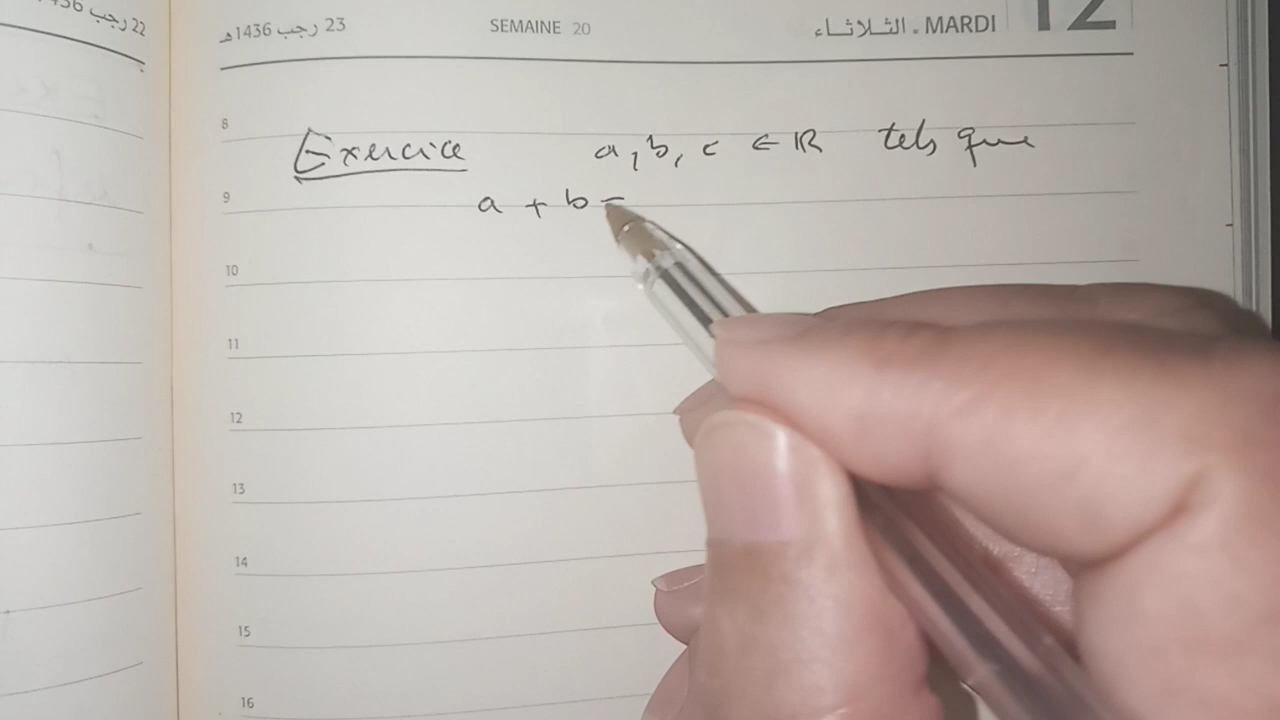 22 رجب 1436
23 رجب 1436هـ
SEMAINE 20
الثلاثاء . MARDI
12
8
Exercice a, b, c ∈ ℝ tels que
9
a + b -
10
11
12
13
14
15
16